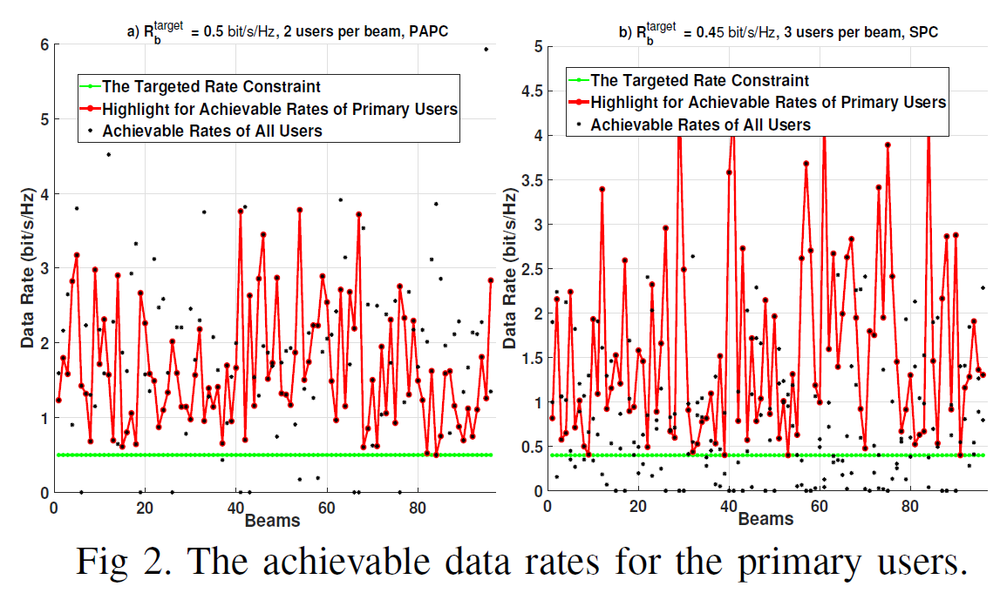 a) R_b^target = 0.5 bit/s/Hz, 2 users per beam, PAPC
The Targeted Rate Constraint
Highlight for Achievable Rates of Primary Users
Achievable Rates of All Users
Data Rate (bit/s/Hz)
6
5
4
3
2
1
0
0 20 40 60 80
Beams
b) R_b^target = 0.45 bit/s/Hz, 3 users per beam, SPC
The Targeted Rate Constraint
Highlight for Achievable Rates of Primary Users
Achievable Rates of All Users
Data Rate (bit/s/Hz)
5
4.5
4
3.5
3
2.5
2
1.5
1
0.5
0
0 20 40 60 80
Beams
Fig 2. The achievable data rates for the primary users.